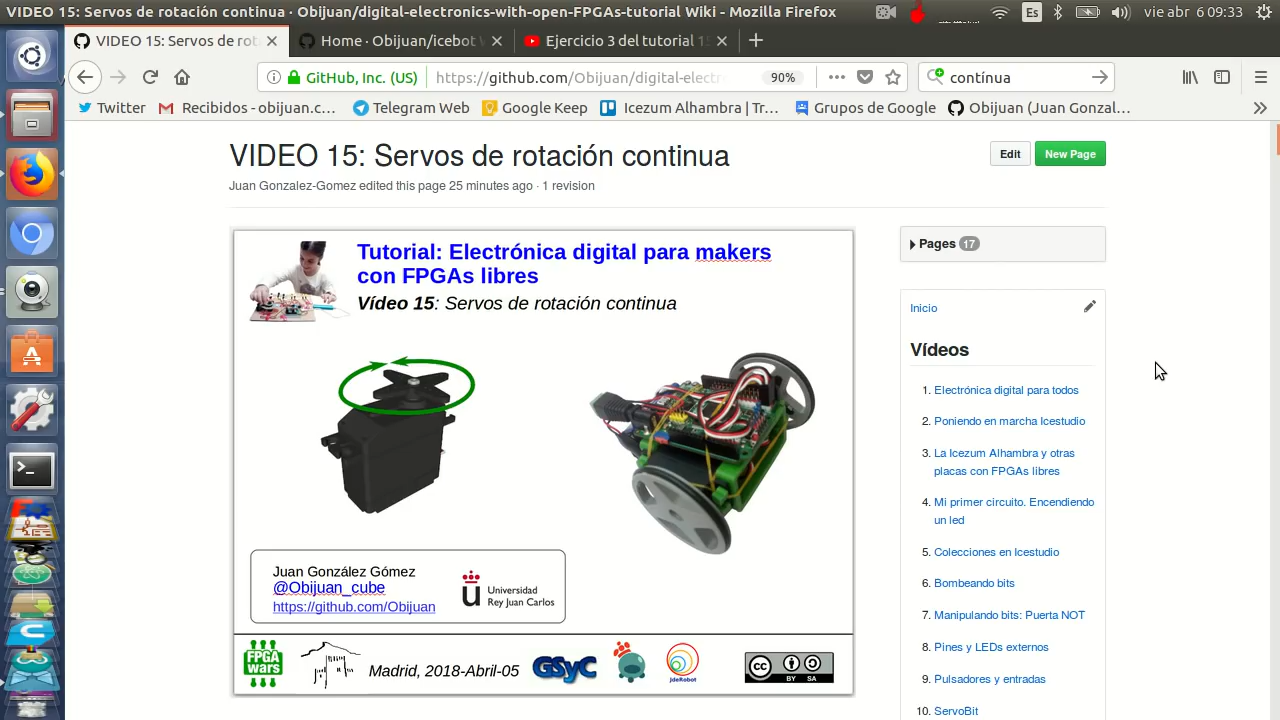 VIDEO 15: Servos de rotación continua · Obijuan/digital-electronics-with-open-FPGAs-tutorial Wiki - Mozilla Firefox
Es
vie abr 6 09:33
VIDEO 15: Servos de rot
Home · Obijuan/icebot
Ejercicio 3 del tutorial 15
GitHub, Inc. (US)
https://github.com/Obijuan/digital-electr
90%
contínua
Twitter
Recibidos - obijuan.c…
Telegram Web
Google Keep
Icezum Alhambra | Tr…
Grupos de Google
Obijuan (Juan Gonzal…
VIDEO 15: Servos de rotación continua
Edit
New Page
Juan Gonzalez-Gomez edited this page 25 minutes ago · 1 revision
Tutorial: Electrónica digital para makers
con FPGAs libres
Vídeo 15: Servos de rotación continua
Juan González Gómez
@Obijuan_cube
https://github.com/Obijuan
Universidad
Rey Juan Carlos
FPGA
wars
Madrid, 2018-Abril-05
GSyC
JdeRobot
CC
BY SA
Pages 17
Inicio
Vídeos
1. Electrónica digital para todos
2. Poniendo en marcha Icestudio
3. La Icezum Alhambra y otras
placas con FPGAs libres
4. Mi primer circuito. Encendiendo
un led
5. Colecciones en Icestudio
6. Bombeando bits
7. Manipulando bits: Puerta NOT
8. Pines y LEDs externos
9. Pulsadores y entradas
10. ServoBit